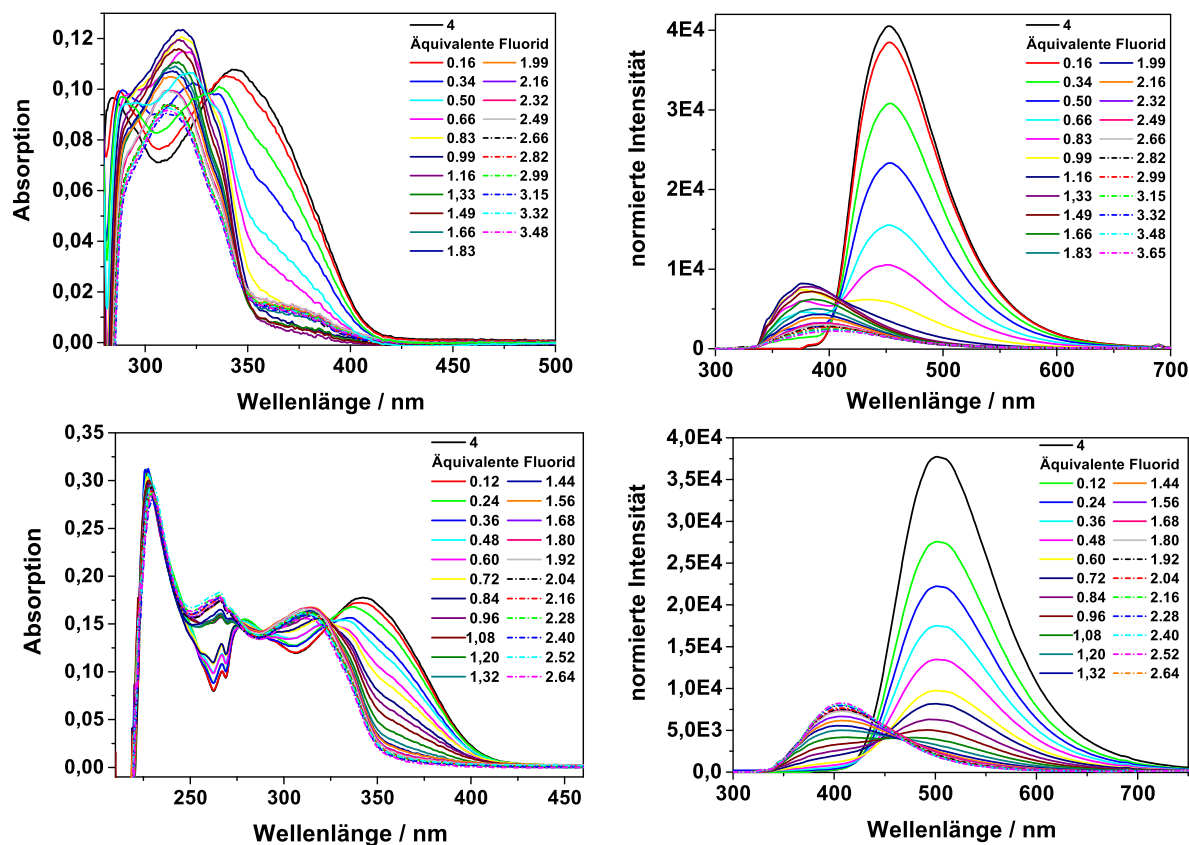 0,12
0,10
0,08
0,06
0,04
0,02
0,00
Absorption
300 350 400 450 500
Wellenlänge / nm
4
Äquivalente Fluorid
0.16 1.99
0.34 2.16
0.50 2.32
0.66 2.49
0.83 2.66
0.99 2.82
1.16 2.99
1,33 3.15
1.49 3.32
1.66 3.48
1.83
4E4
3E4
2E4
1E4
0
normierte Intensität
300 400 500 600 700
Wellenlänge / nm
4
Äquivalente Fluorid
0.16 1.99
0.34 2.16
0.50 2.32
0.66 2.49
0.83 2.66
0.99 2.82
1.16 2.99
1,33 3.15
1.49 3.32
1.66 3.48
1.83 3.65
0,35
0,30
0,25
0,20
0,15
0,10
0,05
0,00
Absorption
250 300 350 400 450
Wellenlänge / nm
4
Äquivalente Fluorid
0.12 1.44
0.24 1.56
0.36 1.68
0.48 1.80
0.60 1.92
0.72 2.04
0.84 2.16
0.96 2.28
1,08 2.40
1,20 2.52
1,32 2.64
4,0E4
3,5E4
3,0E4
2,5E4
2,0E4
1,5E4
1,0E4
5,0E3
0,0
normierte Intensität
300 400 500 600 700
Wellenlänge / nm
4
Äquivalente Fluorid
0.12 1.44
0.24 1.56
0.36 1.68
0.48 1.80
0.60 1.92
0.72 2.04
0.84 2.16
0.96 2.28
1,08 2.40
1,20 2.52
1,32 2.64